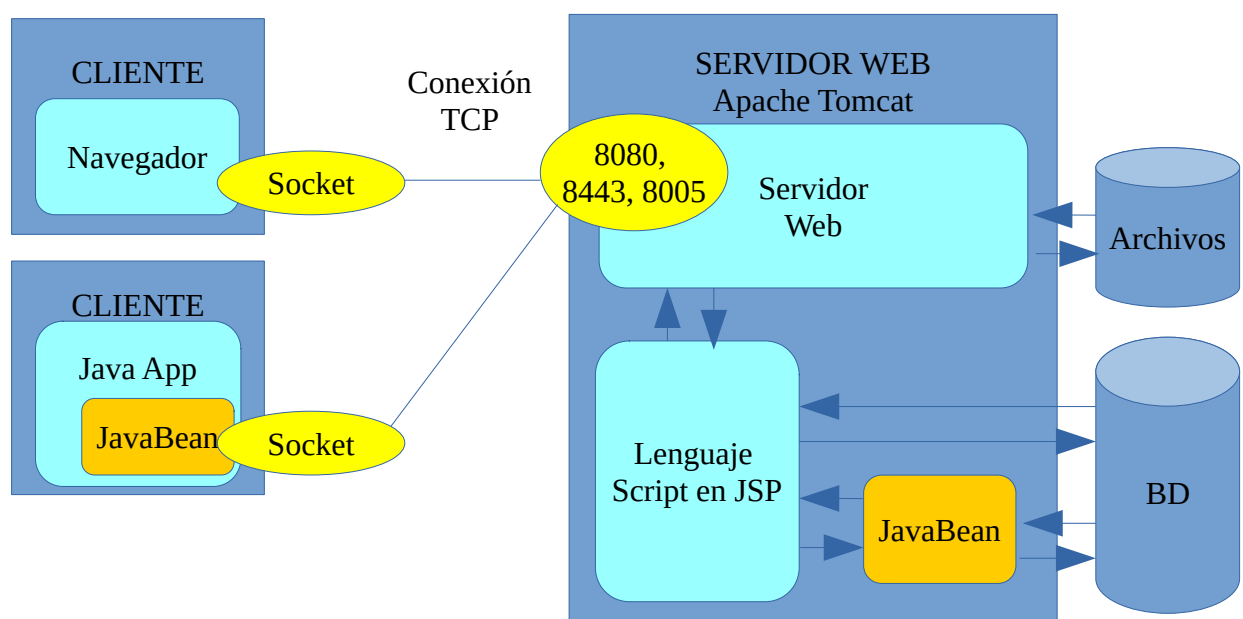 CLIENTE
Navegador
Socket
CLIENTE
Java App
JavaBean
Socket
Conexión
TCP
SERVIDOR WEB
Apache Tomcat
8080,
8443, 8005
Servidor
Web
Lenguaje
Script en JSP
JavaBean
Archivos
BD